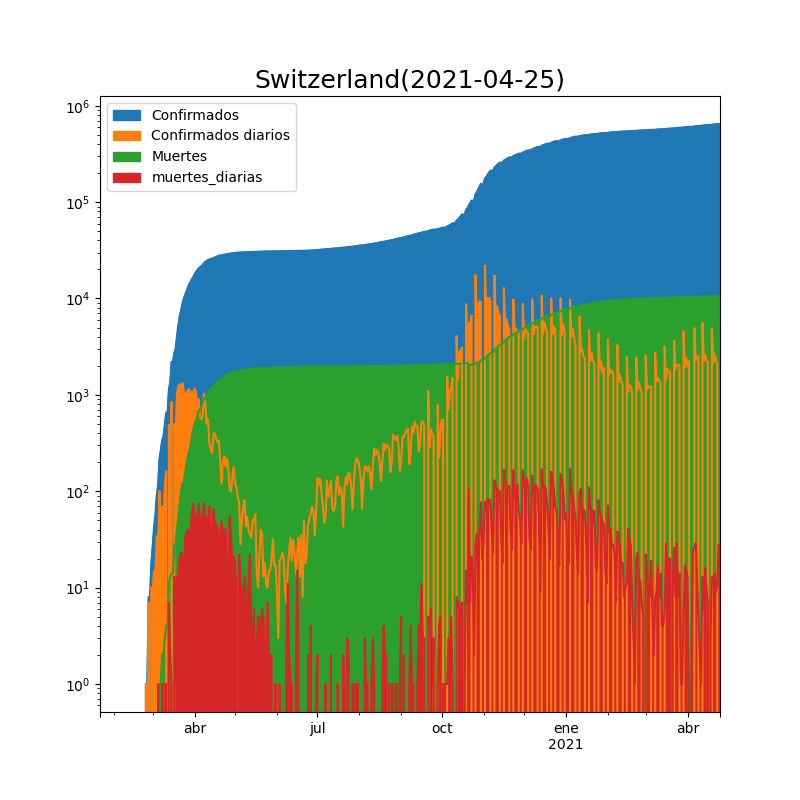 Switzerland(2021-04-25)
Confirmados
Confirmados diarios
Muertes
muertes_diarias
10^6
10^5
10^4
10^3
10^2
10^1
10^0
abr jul oct ene abr
2021